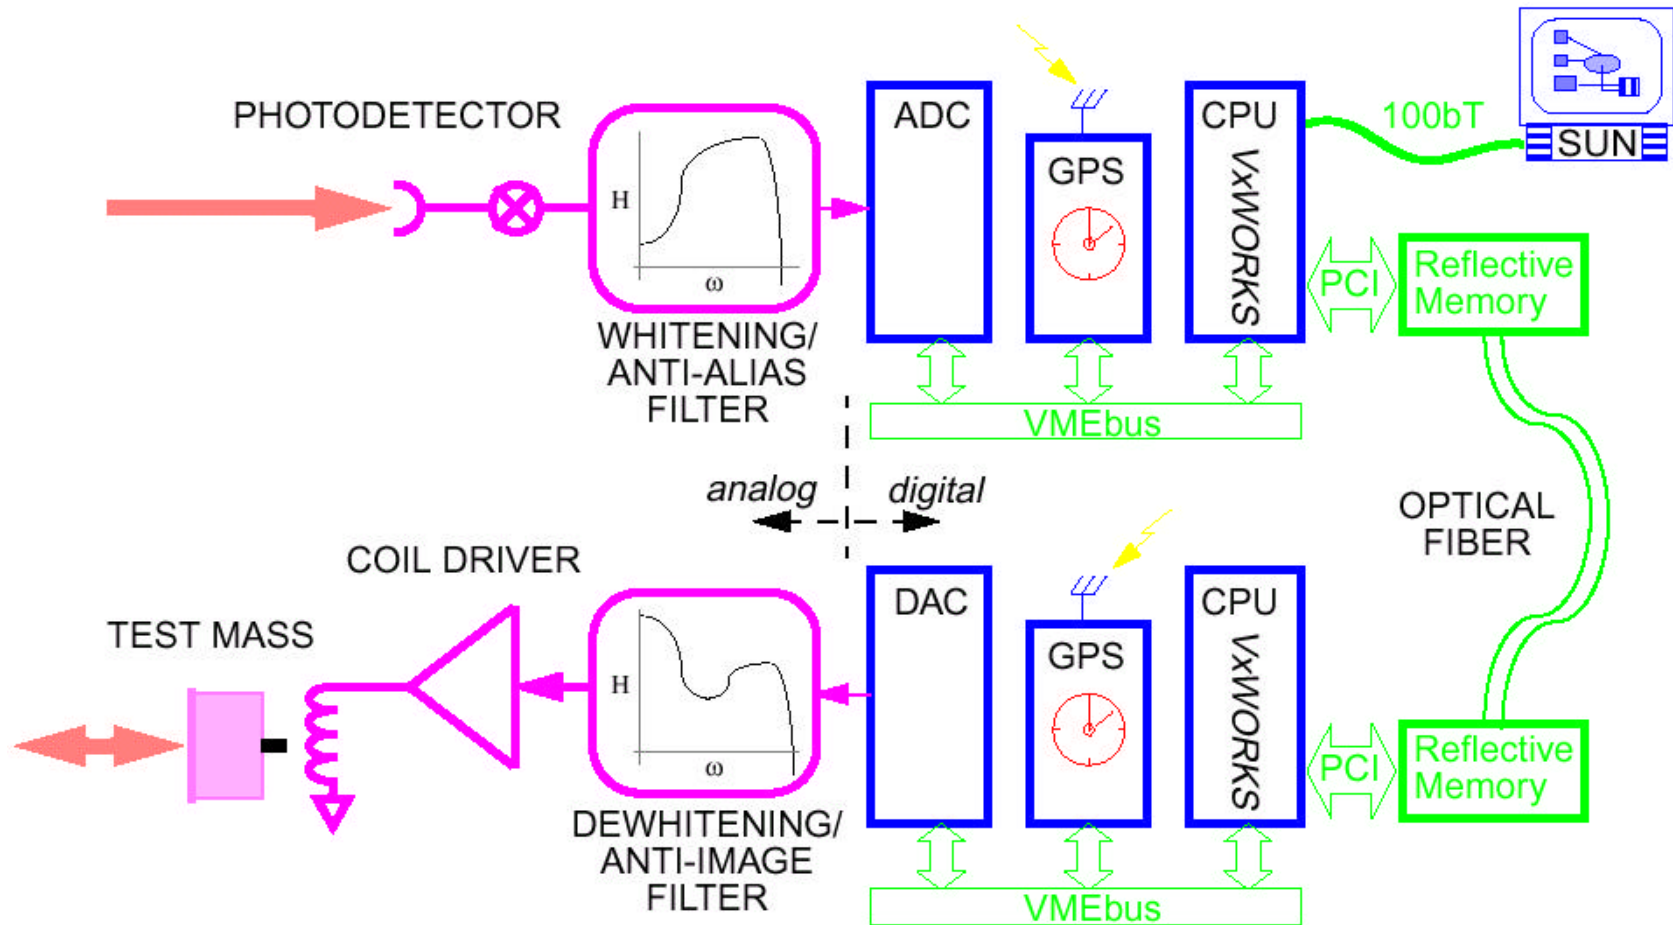 PHOTODETECTOR
H
ω
WHITENING/
ANTI-ALIAS
FILTER
ADC
GPS
CPU
VxWORKS
100bT
SUN
PCI
Reflective
Memory
VMEbus
analog
digital
OPTICAL
FIBER
COIL DRIVER
TEST MASS
H
ω
DEWHITENING/
ANTI-IMAGE
FILTER
DAC
GPS
CPU
VxWORKS
PCI
Reflective
Memory
VMEbus